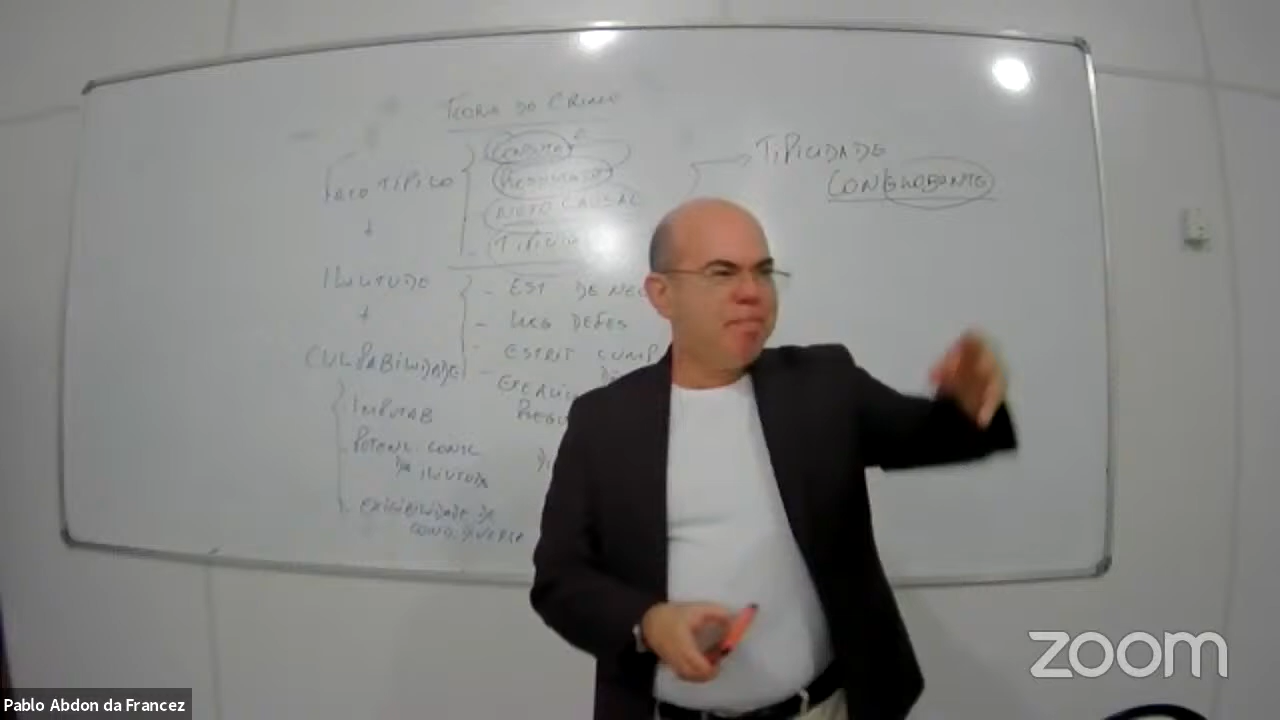 TEORIA DO CRIME
FATO TÍPICO
CONDUTA
RESULTADO
NEXO CAUSAL
TIPICID
TIPICIDADE
CONGLOBANTE
+
ILICITUDE
- EST DE NEC
- LEG DEFES
- ESTRIT CUMP
+
CULPABILIDADE
IMPUTAB
POTENC. CONSC
DA ILICITUDE
EXIGIBILIDADE DE
COND. DIVERSA
zoom
Pablo Abdon da Francez